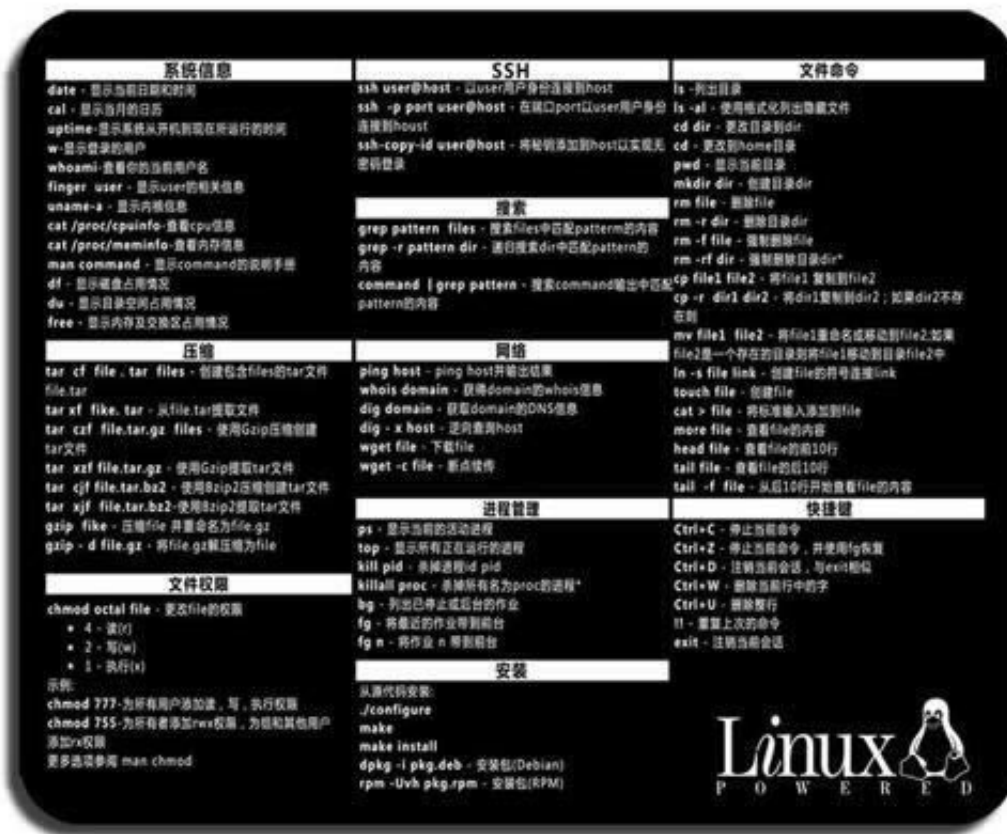 系统信息
date - 显示当前日期和时间
cal - 显示当月的日历
uptime-显示系统从开机到现在所运行的时间
w-显示登录的用户
whoami-查看你的当前用户名
finger user - 显示user的相关信息
uname-a - 显示内核信息
cat /proc/cpuinfo-查看cpu信息
cat /proc/meminfo-查看内存信息
man command - 显示command的说明手册
df - 显示磁盘占用情况
du - 显示目录空间占用情况
free - 显示内存及交换区占用情况
压缩
tar cf file . tar files - 创建包含files的tar文件
file.tar
tar xf fike. tar - 从file.tar提取文件
tar czf file.tar.gz files - 使用Gzip压缩创建
tar文件
tar xzf file.tar.gz - 使用Gzip提取tar文件
tar cjf file.tar.bz2 - 使用Bzip2压缩创建tar文件
tar xjf file.tar.bz2-使用Bzip2提取tar文件
gzip fike - 压缩file 并重命名为file.gz
gzip - d file.gz - 将file.gz解压缩为file
文件权限
chmod octal file - 更改file的权限
* 4 - 读(r)
* 2 - 写(w)
* 1 - 执行(x)
示例:
chmod 777-为所有用户添加读，写，执行权限
chmod 755-为所有者添加rwx权限，为组和其他用户
添加rx权限
更多选项参阅 man chmod
SSH
ssh user@host - 以user用户身份连接到host
ssh -p port user@host - 在端口port以user用户身份
连接到houst
ssh-copy-id user@host - 将秘钥添加到host以实现无
密码登录
搜索
grep pattern files - 搜索files中匹配patterm的内容
grep -r pattern dir - 递归搜索dir中匹配pattern的
内容
command | grep pattern - 搜索command输出中匹配
pattern的内容
网络
ping host - ping host并输出结果
whois domain - 获得domain的whois信息
dig domain - 获取domain的DNS信息
dig - x host - 逆向查询host
wget file - 下载file
wget -c file - 断点续传
进程管理
ps - 显示当前的活动进程
top - 显示所有正在运行的进程
kill pid - 杀掉进程id pid
killall proc - 杀掉所有名为proc的进程*
bg - 列出已停止或后台的作业
fg - 将最近的作业带到前台
fg n - 将作业 n 带到前台
安装
从源代码安装:
./configure
make
make install
dpkg -i pkg.deb - 安装包(Debian)
rpm -Uvh pkg.rpm - 安装包(RPM)
文件命令
ls -列出目录
ls -al - 使用格式化列出隐藏文件
cd dir - 更改目录到dir
cd - 更改到home目录
pwd - 显示当前目录
mkdir dir - 创建目录dir
rm file - 删除file
rm -r dir - 删除目录dir
rm -f file - 强制删除file
rm -rf dir - 强制删除目录dir*
cp file1 file2 - 将file1 复制到file2
cp -r dir1 dir2 - 将dir1复制到dir2；如果dir2不存
在则
mv file1 file2 - 将file1重命名或移动到file2;如果
file2是一个存在的目录则将file1移动到目录file2中
ln -s file link - 创建file的符号连接link
touch file - 创建file
cat > file - 将标准输入添加到file
more file - 查看file的内容
head file - 查看file的前10行
tail file - 查看file的后10行
tail -f file - 从后10行开始查看file的内容
快捷键
Ctrl+C - 停止当前命令
Ctrl+Z - 停止当前命令，并使用fg恢复
Ctrl+D - 注销当前会话，与exit相似
Ctrl+W - 删除当前行中的字
Ctrl+U - 删除整行
!! - 重复上次的命令
exit - 注销当前会话
Linux
POWERED